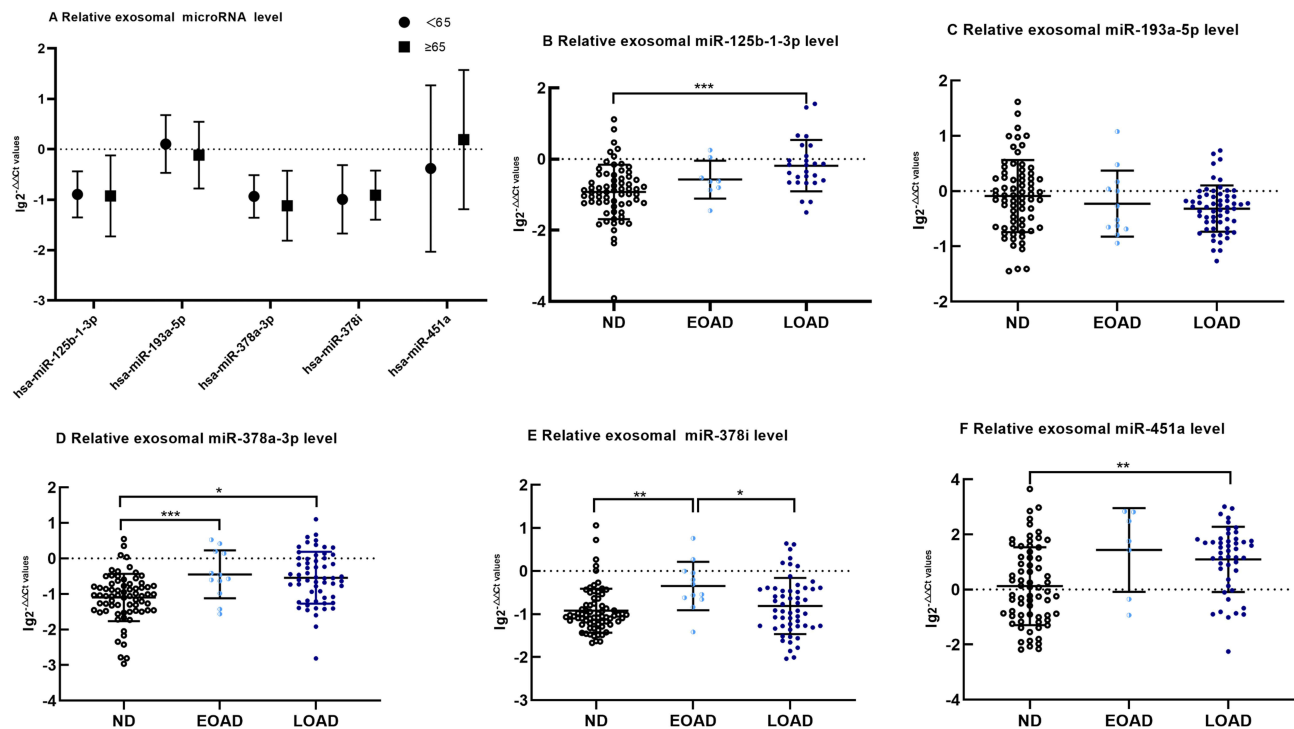 A Relative exosomal microRNA level
<65
≥65
lg2-△△Ct values
2
1
0
-1
-2
-3
hsa-miR-125b-1-3p
hsa-miR-193a-5p
hsa-miR-378a-3p
hsa-miR-378i
hsa-miR-451a
B Relative exosomal miR-125b-1-3p level
lg2-△△Ct values
2
0
-2
-4
***
ND EOAD LOAD
C Relative exosomal miR-193a-5p level
lg2-△△Ct values
2
1
0
-1
-2
ND EOAD LOAD
D Relative exosomal miR-378a-3p level
lg2-△△Ct values
2
1
0
-1
-2
-3
-4
*
***
ND EOAD LOAD
E Relative exosomal miR-378i level
lg2-△△Ct values
2
1
0
-1
-2
-3
** *
ND EOAD LOAD
F Relative exosomal miR-451a level
lg2-△△Ct values
4
2
0
-2
-4
**
ND EOAD LOAD